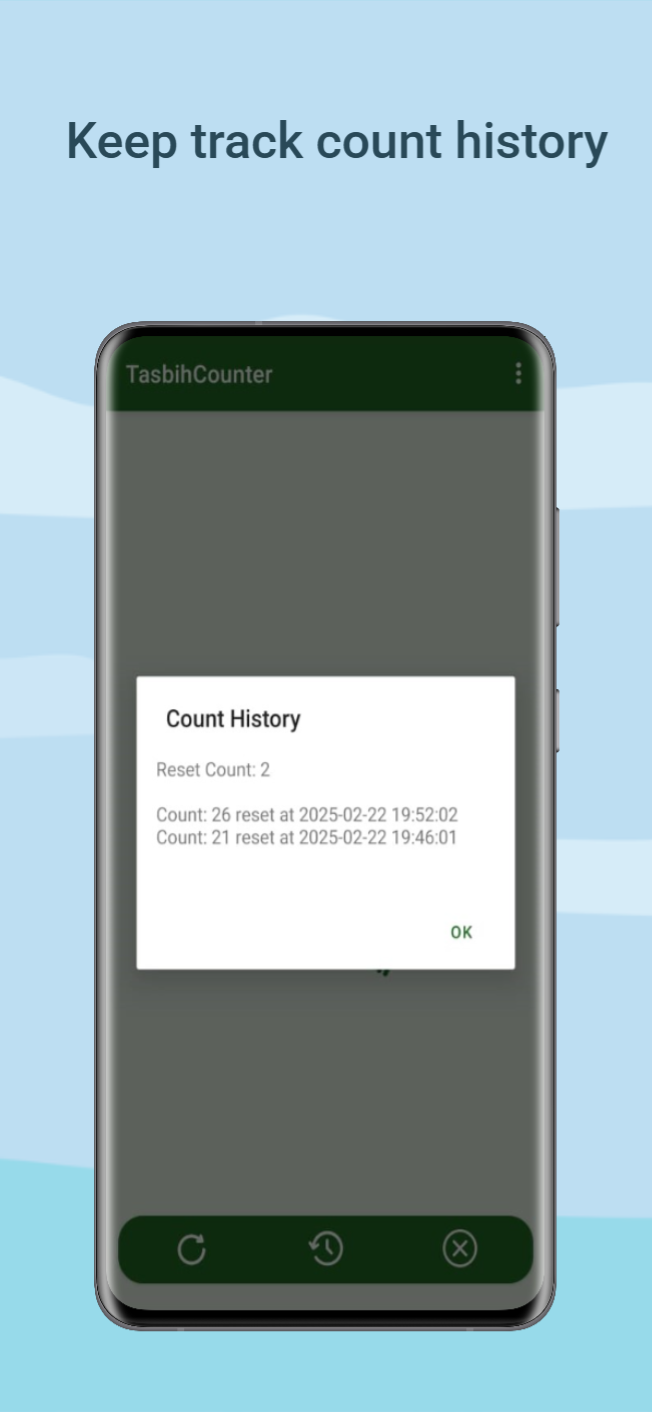 Keep track count history
TasbihCounter
Count History
Reset Count: 2
Count: 26 reset at 2025-02-22 19:52:02
Count: 21 reset at 2025-02-22 19:46:01
OK